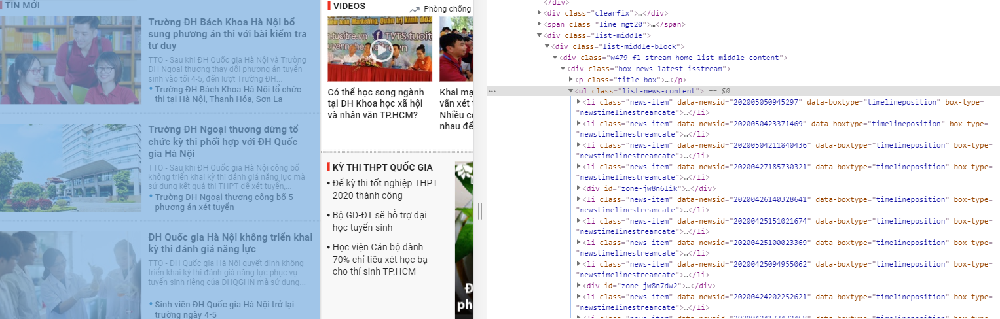 TIN MỚI
Trường ĐH Bách Khoa Hà Nội bổ
sung phương án thi với bài kiểm tra
tư duy
TTO - Sau khi ĐH Quốc gia Hà Nội và Trường
ĐH Ngoại thương thay đổi phương án tuyển
sinh vào tối 4-5, đến lượt Trường ĐH...
• Trường ĐH Bách Khoa Hà Nội tổ chức
thi tại Hà Nội, Thanh Hóa, Sơn La
Trường ĐH Ngoại thương dừng tổ
chức kỳ thi phối hợp với ĐH Quốc
gia Hà Nội
TTO - Sau khi ĐH Quốc gia Hà Nội công bố
không triển khai kỳ thi đánh giá năng lực mà
sử dụng kết quả thi THPT để xét tuyển,...
• Trường ĐH Ngoại thương công bố 5
phương án xét tuyển
ĐH Quốc gia Hà Nội không triển khai
kỳ thi đánh giá năng lực
TTO - ĐH Quốc gia Hà Nội quyết định không
triển khai kỳ thi đánh giá năng lực phục vụ
tuyển sinh riêng của ĐHQGHN mà sử dụng...
• Sinh viên ĐH Quốc gia Hà Nội trở lại
trường ngày 4-5
VIDEOS
Phòng chống
toán, Marketing, Quản trị kinh doa
.tuoitre.vn
TVTS.tuoit
Có thể học song ngành
tại ĐH Khoa học xã hội
và nhân văn TP.HCM?
Khai mạ
vấn xét t
Nhiều cơ
nhau để
KỲ THI THPT QUỐC GIA
• Để kỳ thi tốt nghiệp THPT
2020 thành công
• Bộ GD-ĐT sẽ hỗ trợ đại
học tuyển sinh
• Học viện Cán bộ dành
70% chỉ tiêu xét học bạ
cho thí sinh TP.HCM
</div>
<div class="clearfix">…</div>
<span class="line mgt20">…</span>
<div class="list-middle">
<div class="list-middle-block">
<div class="w479 fl stream-home list-middle-content">
<div class="box-news-latest isstream">
<p class="title-box">…</p>
<ul class="list-news-content"> == $0
<li class="news-item" data-newsid="202005050945297" data-boxtype="timelineposition" box-type=
"newstimelinestreamcate">…</li>
<li class="news-item" data-newsid="2020050423371469" data-boxtype="timelineposition" box-type=
"newstimelinestreamcate">…</li>
<li class="news-item" data-newsid="20200504211840436" data-boxtype="timelineposition" box-type=
"newstimelinestreamcate">…</li>
<li class="news-item" data-newsid="20200427185730321" data-boxtype="timelineposition" box-type=
"newstimelinestreamcate">…</li>
<div id="zone-jw8n6lik">…</div>
<li class="news-item" data-newsid="20200426140328641" data-boxtype="timelineposition" box-type=
"newstimelinestreamcate">…</li>
<li class="news-item" data-newsid="20200425151021674" data-boxtype="timelineposition" box-type=
"newstimelinestreamcate">…</li>
<li class="news-item" data-newsid="20200425100023369" data-boxtype="timelineposition" box-type=
"newstimelinestreamcate">…</li>
<li class="news-item" data-newsid="20200425094955062" data-boxtype="timelineposition" box-type=
"newstimelinestreamcate">…</li>
<div id="zone-jw8n7dw2">…</div>
<li class="news-item" data-newsid="20200424202252621" data-boxtype="timelineposition" box-type=
"newstimelinestreamcate">…</li>